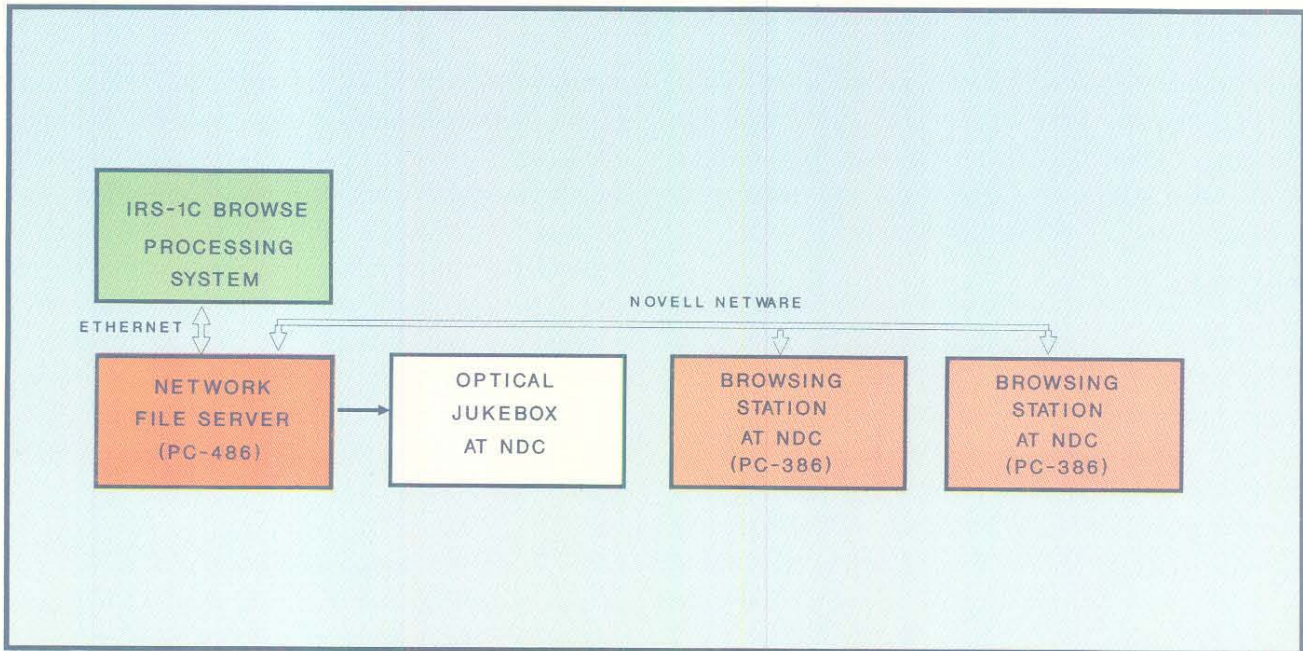 IRS-1C BROWSE
PROCESSING
SYSTEM
NOVELL NETWARE
ETHERNET
NETWORK
FILE SERVER
(PC-486)
OPTICAL
JUKEBOX
AT NDC
BROWSING
STATION
AT NDC
(PC-386)
BROWSING
STATION
AT NDC
(PC-386)